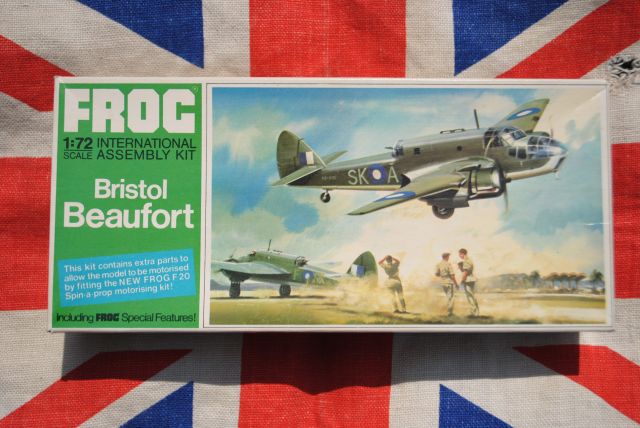 FROG
1:72 INTERNATIONAL
SCALE ASSEMBLY KIT
Bristol
Beaufort
This kit contains extra parts to
allow the model to be motorised
by fitting the NEW FROG F20
Spin-a-prop motorising kit!
Including FROG Special Features!
SK A